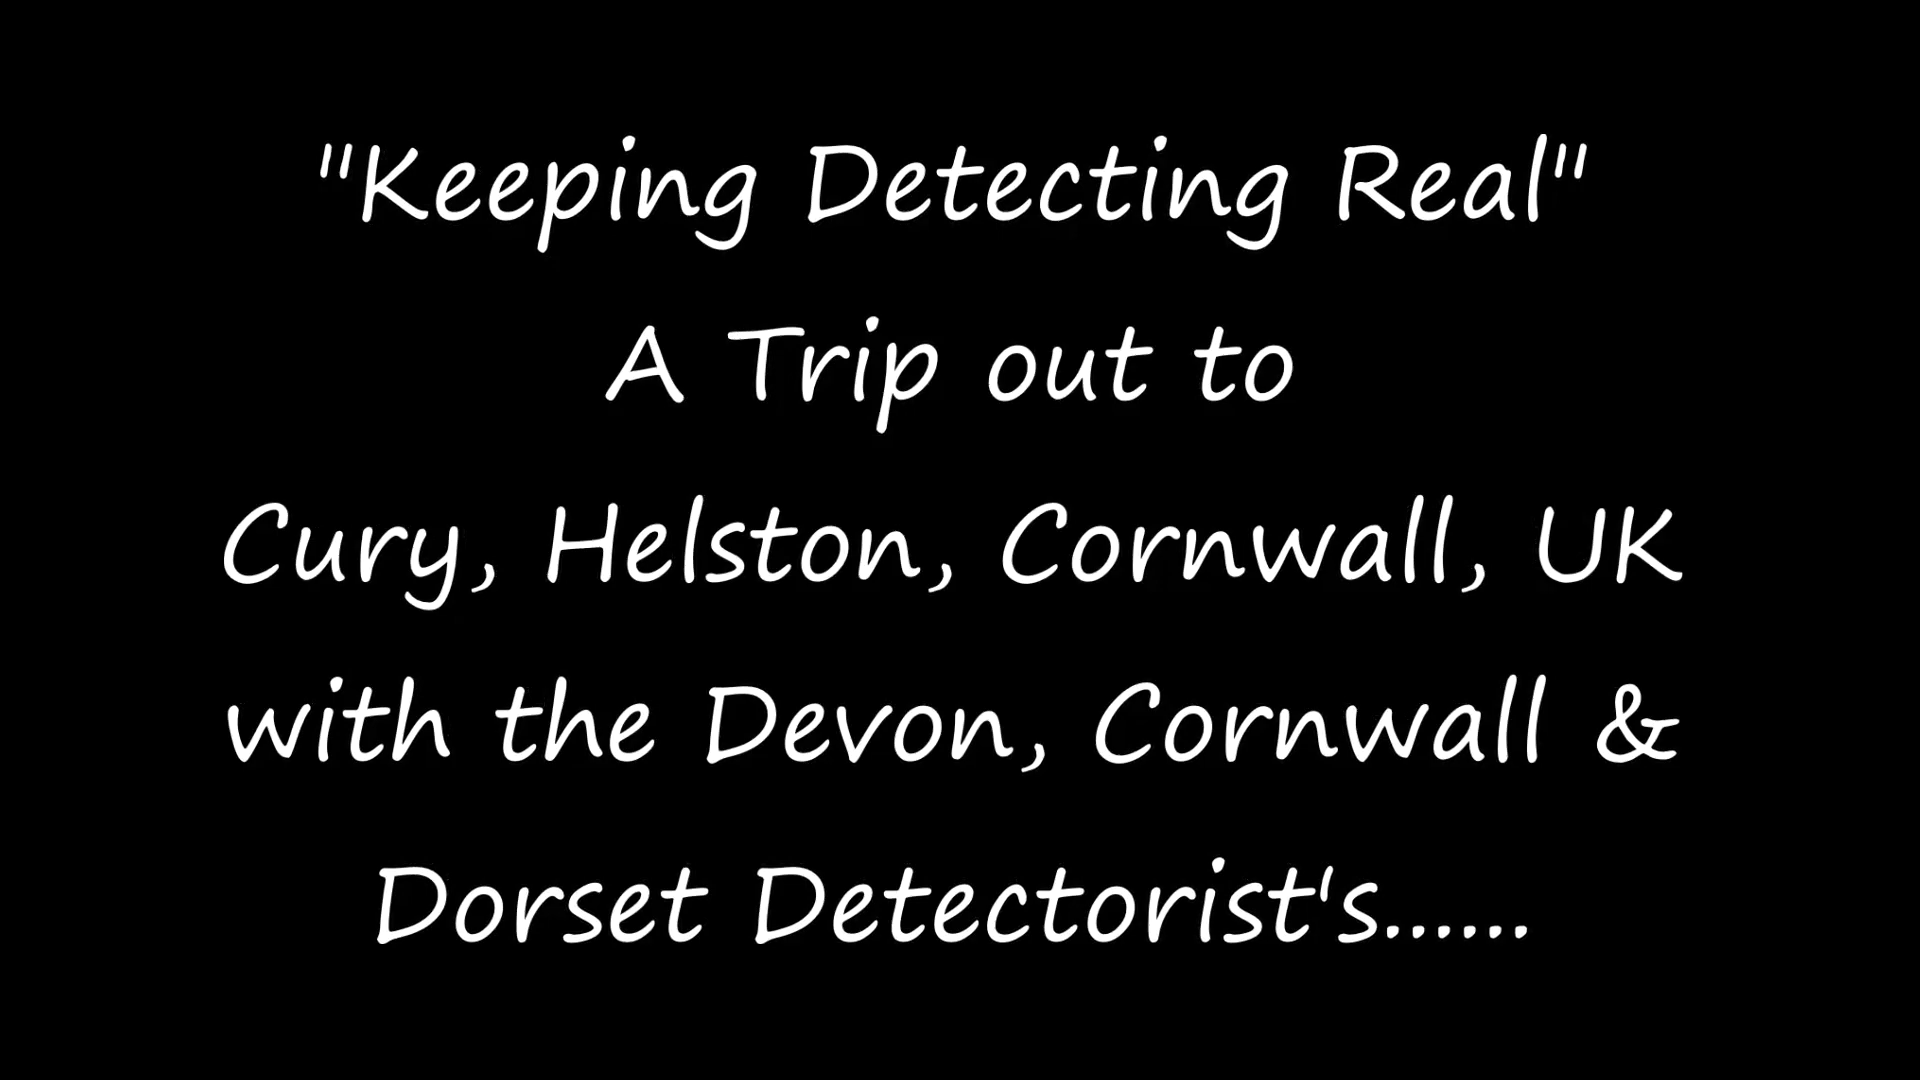 "Keeping Detecting Real"
A Trip out to
Cury, Helston, Cornwall, UK
with the Devon, Cornwall &
Dorset Detectorist's......